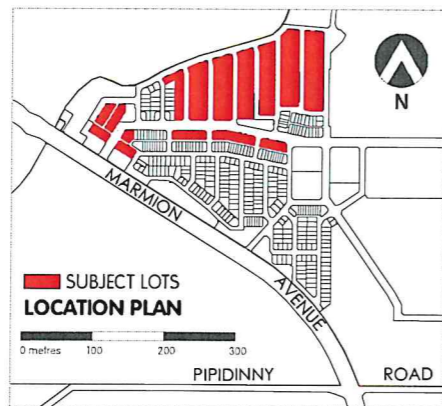 N
MARMION
AVENUE
SUBJECT LOTS
LOCATION PLAN
0 metres 100 200 300
PIPIDINNY ROAD